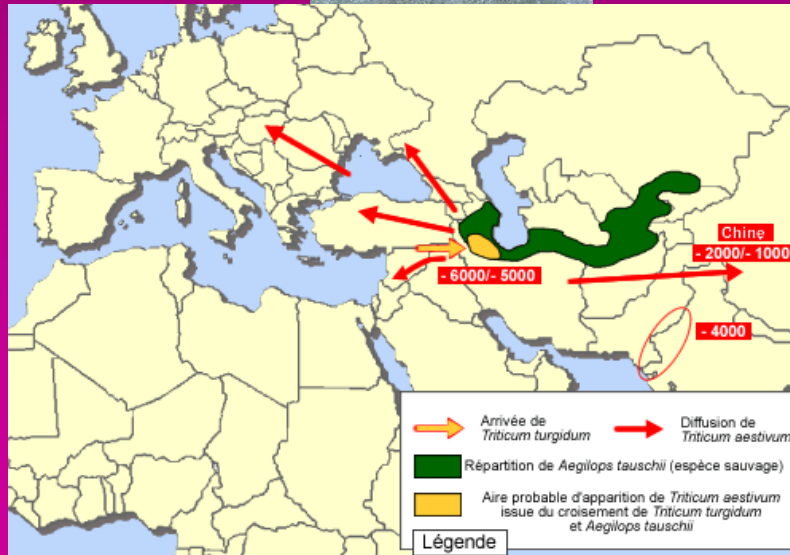 Chine
- 2000/- 1000
- 6000/- 5000
- 4000
Arrivée de
Triticum turgidum
Diffusion de
Triticum aestivum
Répartition de Aegilops tauschii (espèce sauvage)
Aire probable d'apparition de Triticum aestivum
issue du croisement de Triticum turgidum
et Aegilops tauschii
Légende